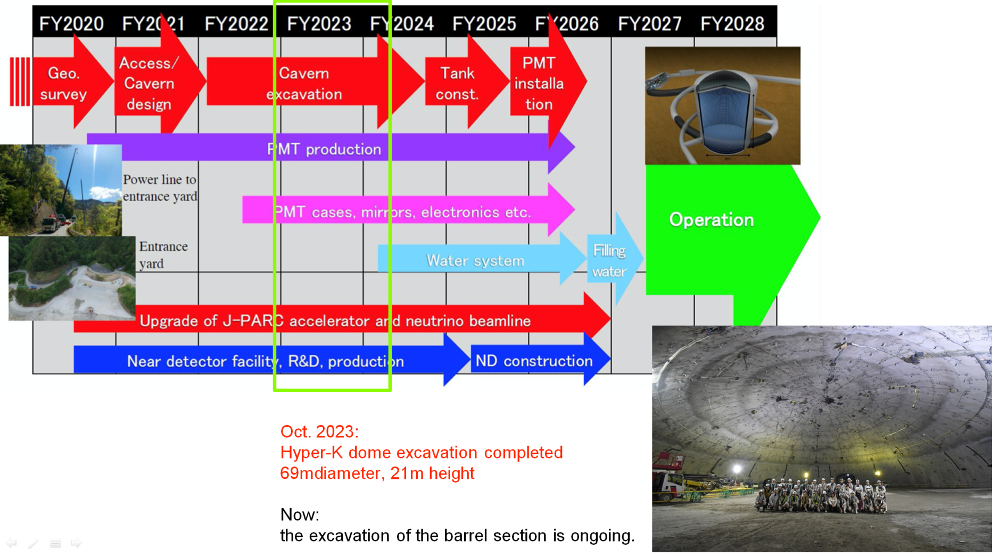 FY2020 FY2021 FY2022 FY2023 FY2024 FY2025 FY2026 FY2027 FY2028
Geo.
survey
Access/
Cavern
design
Cavern
excavation
Tank
const.
PMT
installa
tion
PMT production
Power line to
entrance yard
PMT cases, mirrors, electronics etc.
Operation
Entrance
yard
Water system
Filling
water
Upgrade of J-PARC accelerator and neutrino beamline
Near detector facility, R&D, production
ND construction
Oct. 2023:
Hyper-K dome excavation completed
69mdiameter, 21m height
Now:
the excavation of the barrel section is ongoing.